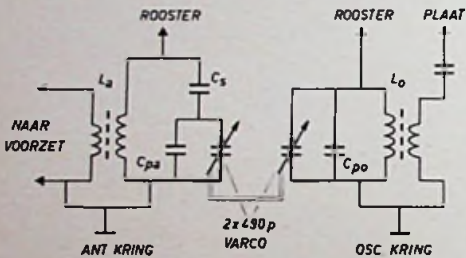 ROOSTER
ROOSTER
PLAAT
La
Cs
Lo
NAAR
VOORZET
Cpa
Cpo
2x490p
VARCO
ANT KRING
OSC KRING